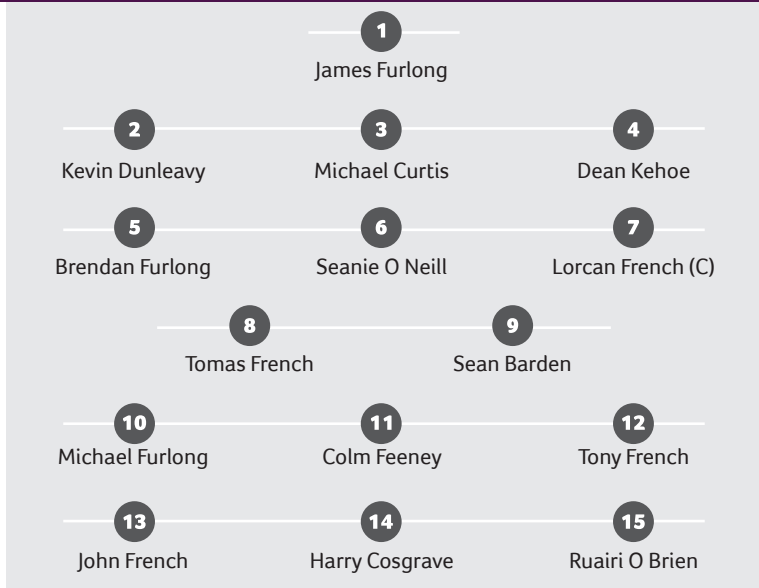 1
James Furlong
2 3 4
Kevin Dunleavy Michael Curtis Dean Kehoe
5 6 7
Brendan Furlong Seanie O Neill Lorcan French (C)
8 9
Tomas French Sean Barden
10 11 12
Michael Furlong Colm Feeney Tony French
13 14 15
John French Harry Cosgrave Ruairi O Brien